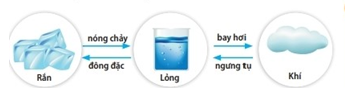 nóng chảy
bay hơi
đông đặc
ngưng tụ
Rắn
Lỏng
Khí